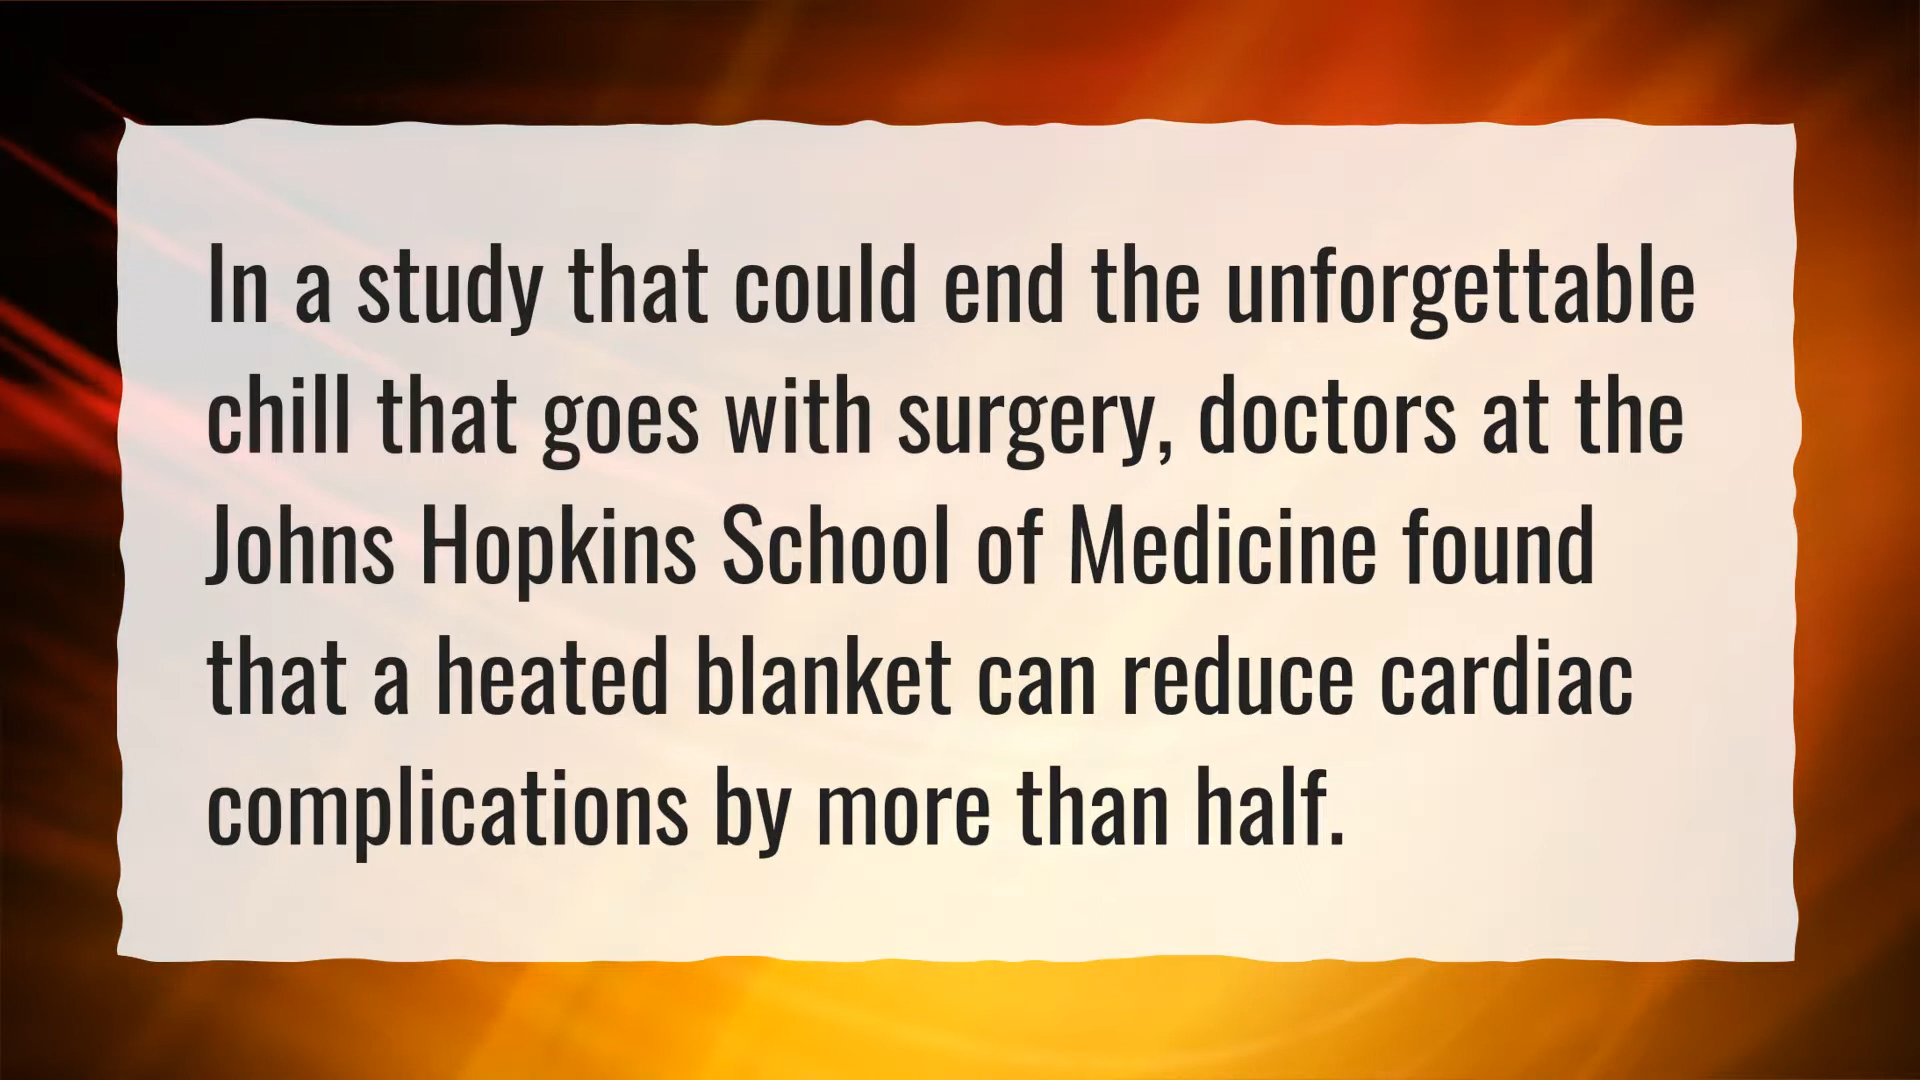 In a study that could end the unforgettable
chill that goes with surgery, doctors at the
Johns Hopkins School of Medicine found
that a heated blanket can reduce cardiac
complications by more than half.